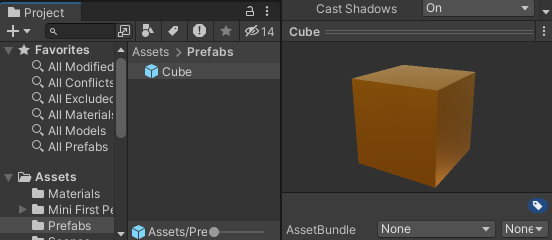 Project
14
Favorites
All Modified
All Conflicts
All Excluded
All Materials
All Models
All Prefabs
Assets
Materials
Mini First Pe
Prefabs
Assets > Prefabs
Cube
Assets/Pre
Cast Shadows On
Cube
AssetBundle None None